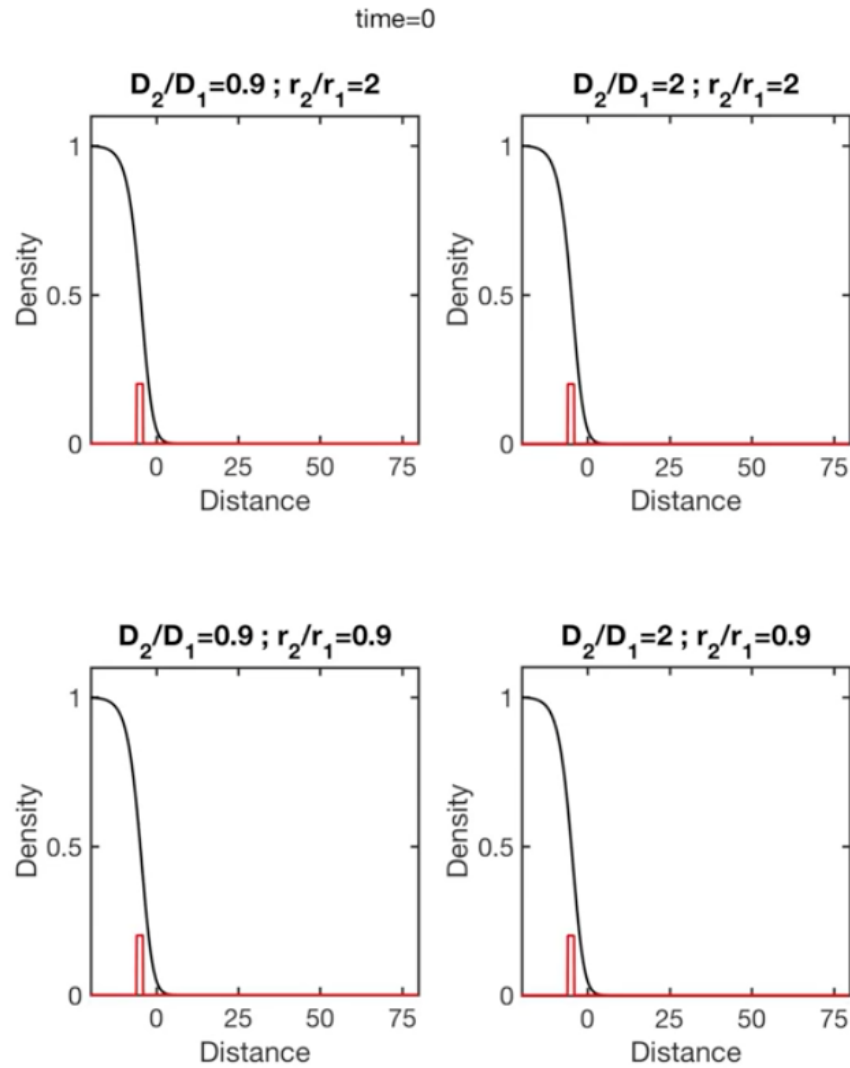 time=0
D2/D1=0.9 ; r2/r1=2
1
0.5
0
Density
0 25 50 75
Distance
D2/D1=2 ; r2/r1=2
1
0.5
0
Density
0 25 50 75
Distance
D2/D1=0.9 ; r2/r1=0.9
1
0.5
0
Density
0 25 50 75
Distance
D2/D1=2 ; r2/r1=0.9
1
0.5
0
Density
0 25 50 75
Distance